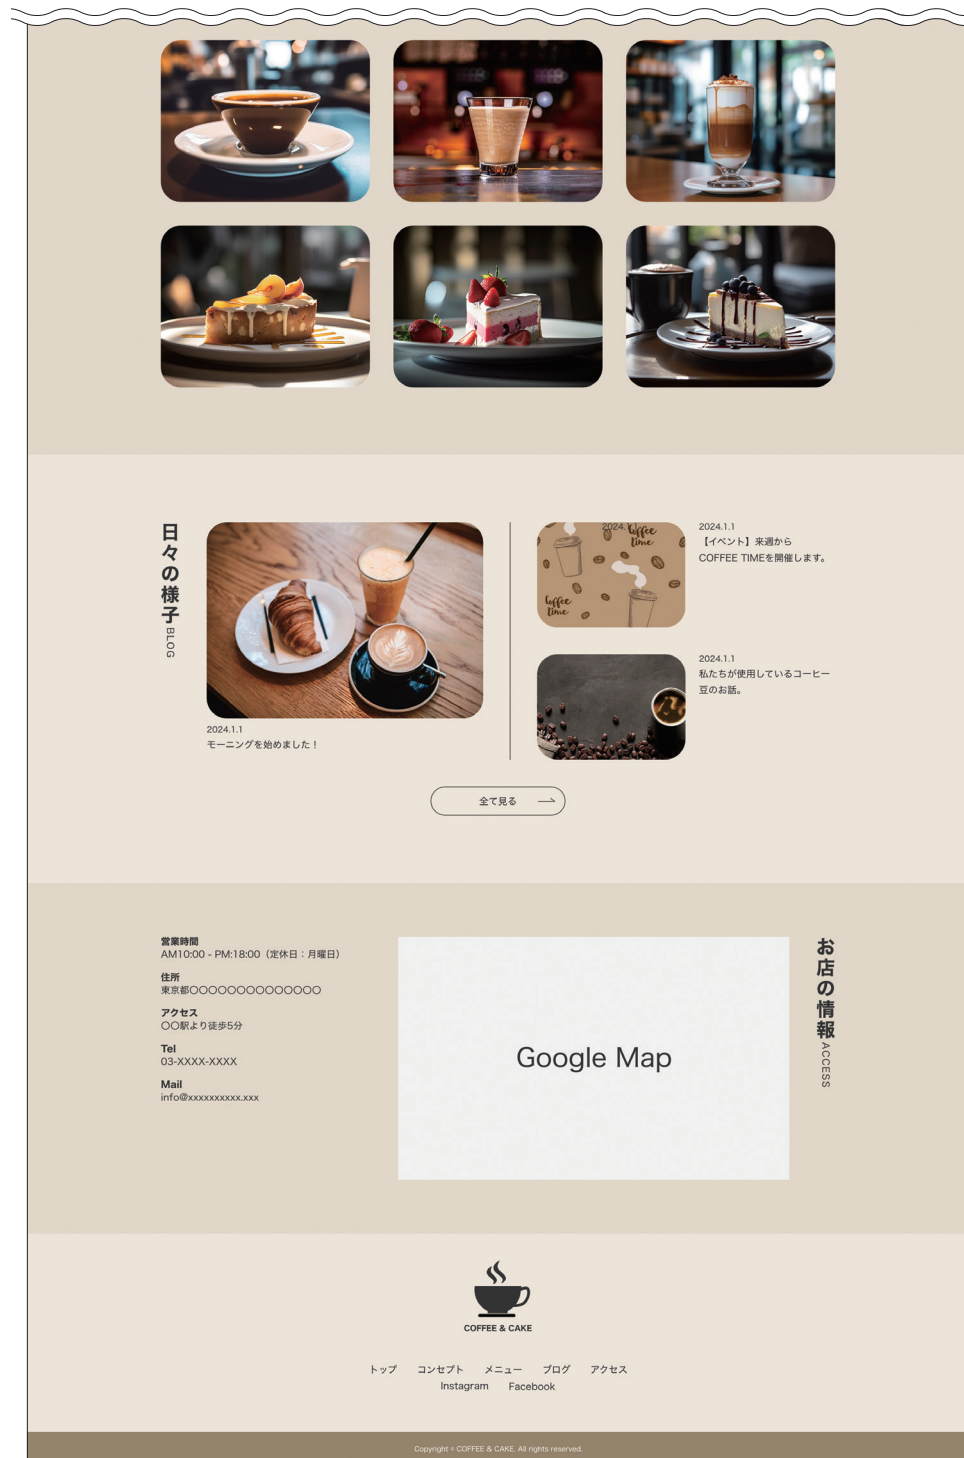 日々の様子
BLOG
2024.1.1
モーニングを始めました！
2024.1.1
coffee
time
coffee
time
2024.1.1
【イベント】来週から
COFFEE TIMEを開催します。
2024.1.1
私たちが使用しているコーヒー
豆のお話。
全て見る
営業時間
AM10:00 - PM:18:00（定休日：月曜日）
住所
東京都〇〇〇〇〇〇〇〇〇〇〇〇〇〇
アクセス
〇〇駅より徒歩5分
Tel
03-XXXX-XXXX
Mail
info@xxxxxxxxxx.xxx
Google Map
お店の情報
ACCESS
COFFEE & CAKE
トップ コンセプト メニュー ブログ アクセス
Instagram Facebook
Copyright © COFFEE & CAKE. All rights reserved.